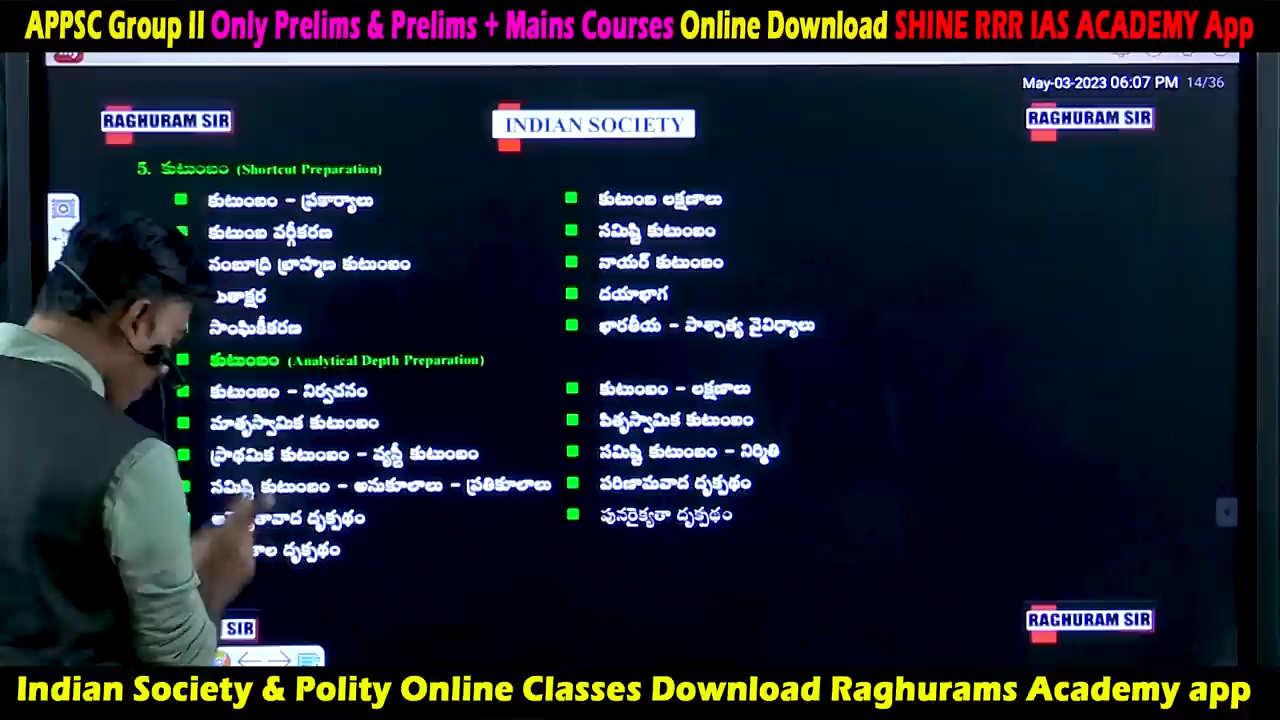 APPSC Group II Only Prelims & Prelims + Mains Courses Online Download SHINE RRR IAS ACADEMY App
May-03-2023 06:07 PM 14/36
RAGHURAM SIR
INDIAN SOCIETY
RAGHURAM SIR
5. కుటుంబం (Shortcut Preparation)
కుటుంబం - ప్రకార్యాలు
కుటుంబ లక్షణాలు
కుటుంబ వర్గీకరణ
సమిష్టి కుటుంబం
నంబూద్రి బ్రాహ్మణ కుటుంబం
నాయర్ కుటుంబం
దయాభాగ
సాంఘికీకరణ
భారతీయ - పాశ్చాత్య వైవిధ్యాలు
కుటుంబం (Analytical Depth Preparation)
కుటుంబం - నిర్వచనం
కుటుంబం - లక్షణాలు
మాతృస్వామిక కుటుంబం
పితృస్వామిక కుటుంబం
ప్రాథమిక కుటుంబం - వ్యష్టి కుటుంబం
సమిష్టి కుటుంబం - నిర్మితి
సమిష్టి కుటుంబం - అనుకూలాలు - ప్రతికూలాలు
పరిణామవాద దృక్పథం
దృక్పథం
పునరైక్యతా దృక్పథం
దృక్పథం
SIR
RAGHURAM SIR
Indian Society & Polity Online Classes Download Raghurams Academy app